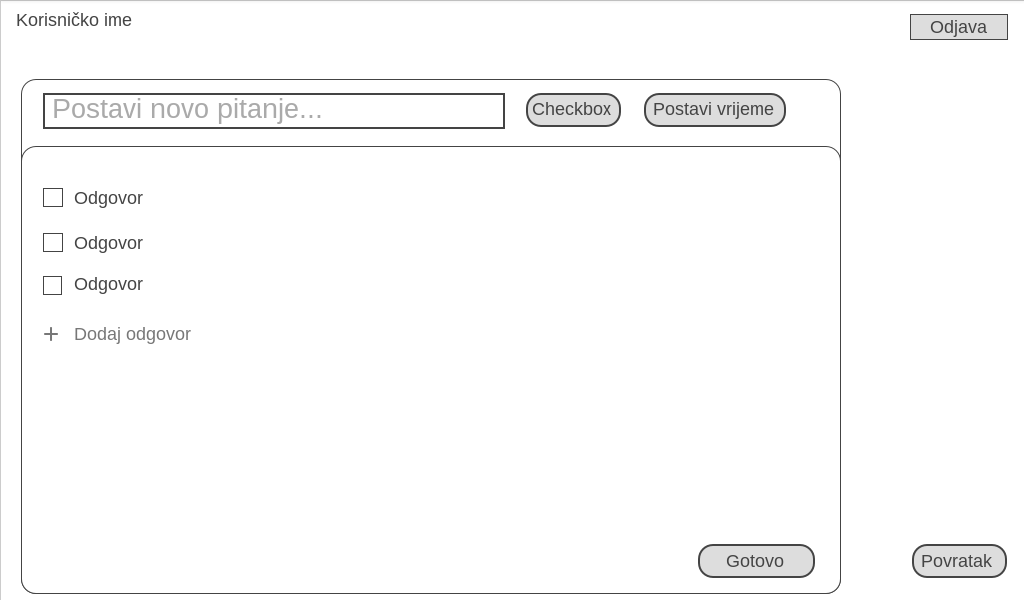 Korisničko ime
Odjava
Postavi novo pitanje...
Checkbox
Postavi vrijeme
Odgovor
Odgovor
Odgovor
+ Dodaj odgovor
Gotovo
Povratak